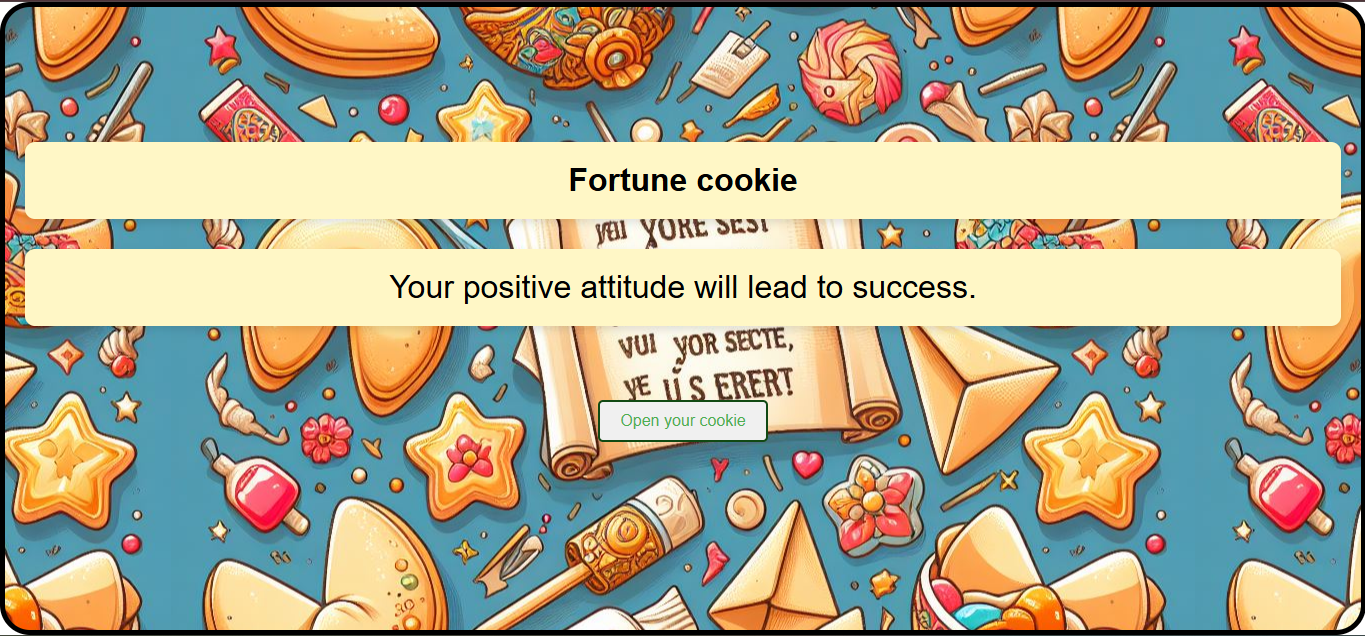 Fortune cookie
YORE SEST
Your positive attitude will lead to success.
VUI YOR SECTE,
YE U S ERERT!
Open your cookie